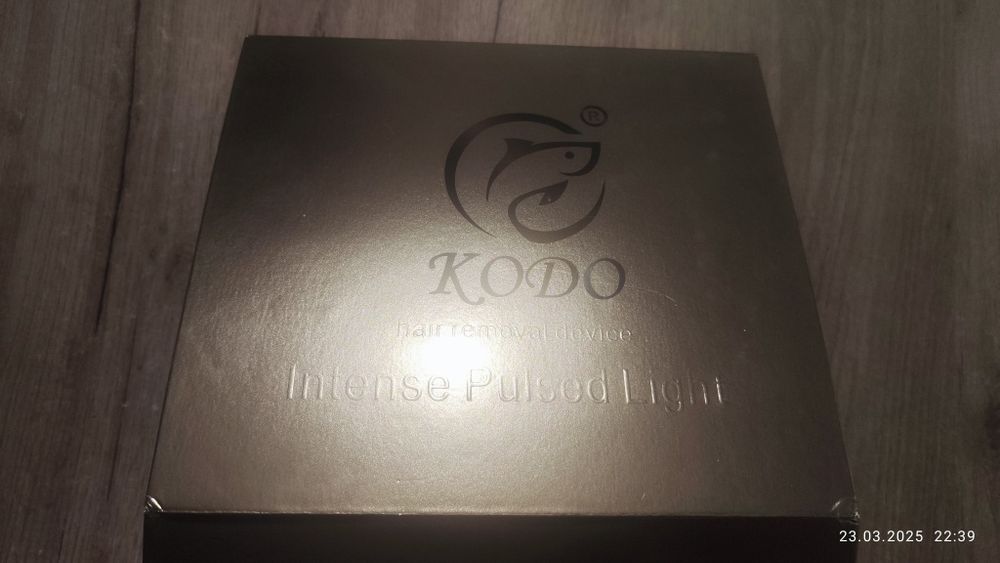 ®
KODO
hair removal device
Intense Pulsed Light
23.03.2025 22:39